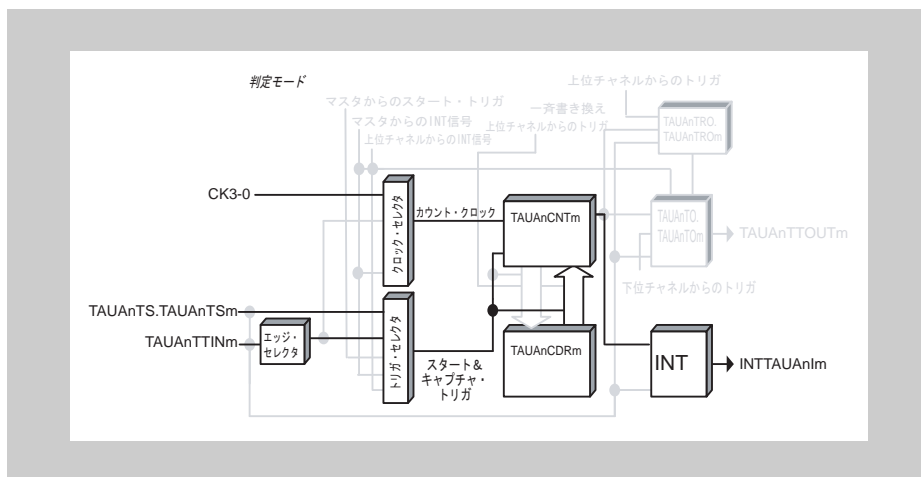 判定モード
上位チャネルからのトリガ
マスタからのスタート・トリガ
一斉書き換え
マスタからのINT信号
上位チャネルからのトリガ
上位チャネルからのINT信号
TAUAnTRO.
TAUAnTROm
CK3-0
クロック・セレクタ
カウント・クロック
TAUAnCNTm
TAUAnTO.
TAUAnTOm
TAUAnTTOUTm
下位チャネルからのトリガ
TAUAnTS.TAUAnTSm
TAUAnTTINm
エッジ・
セレクタ
トリガ・セレクタ
スタート&
キャプチャ・
トリガ
TAUAnCDRm
INT
INTTAUAnIm